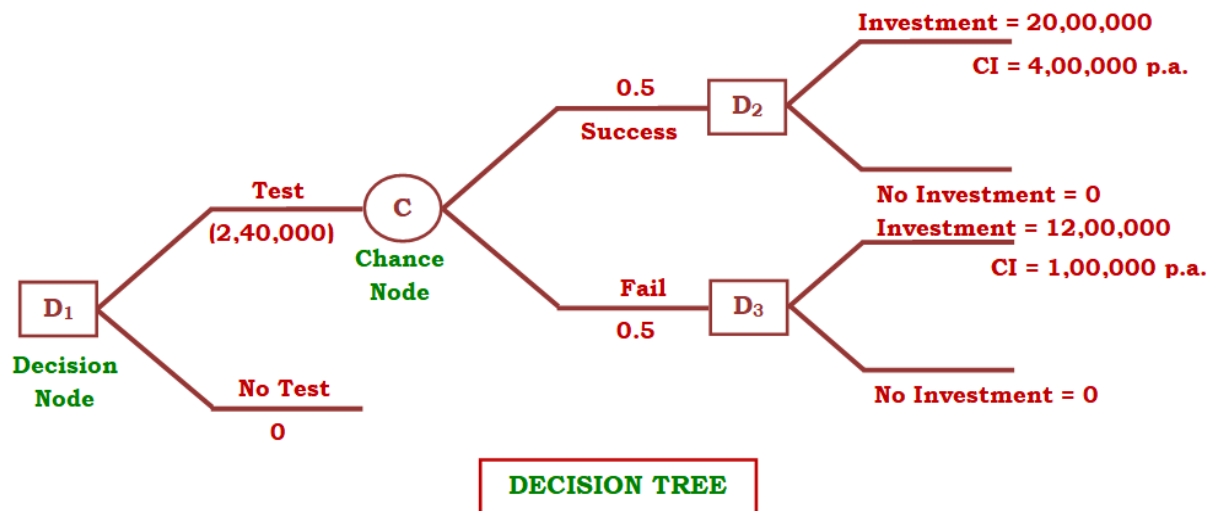 Investment = 20,00,000
CI = 4,00,000 p.a.
0.5
Success
D₂
No Investment = 0
Test
(2,40,000)
C
Chance
Node
Investment = 12,00,000
CI = 1,00,000 p.a.
Fail
0.5
D₃
No Investment = 0
D₁
Decision
Node
No Test
0
DECISION TREE